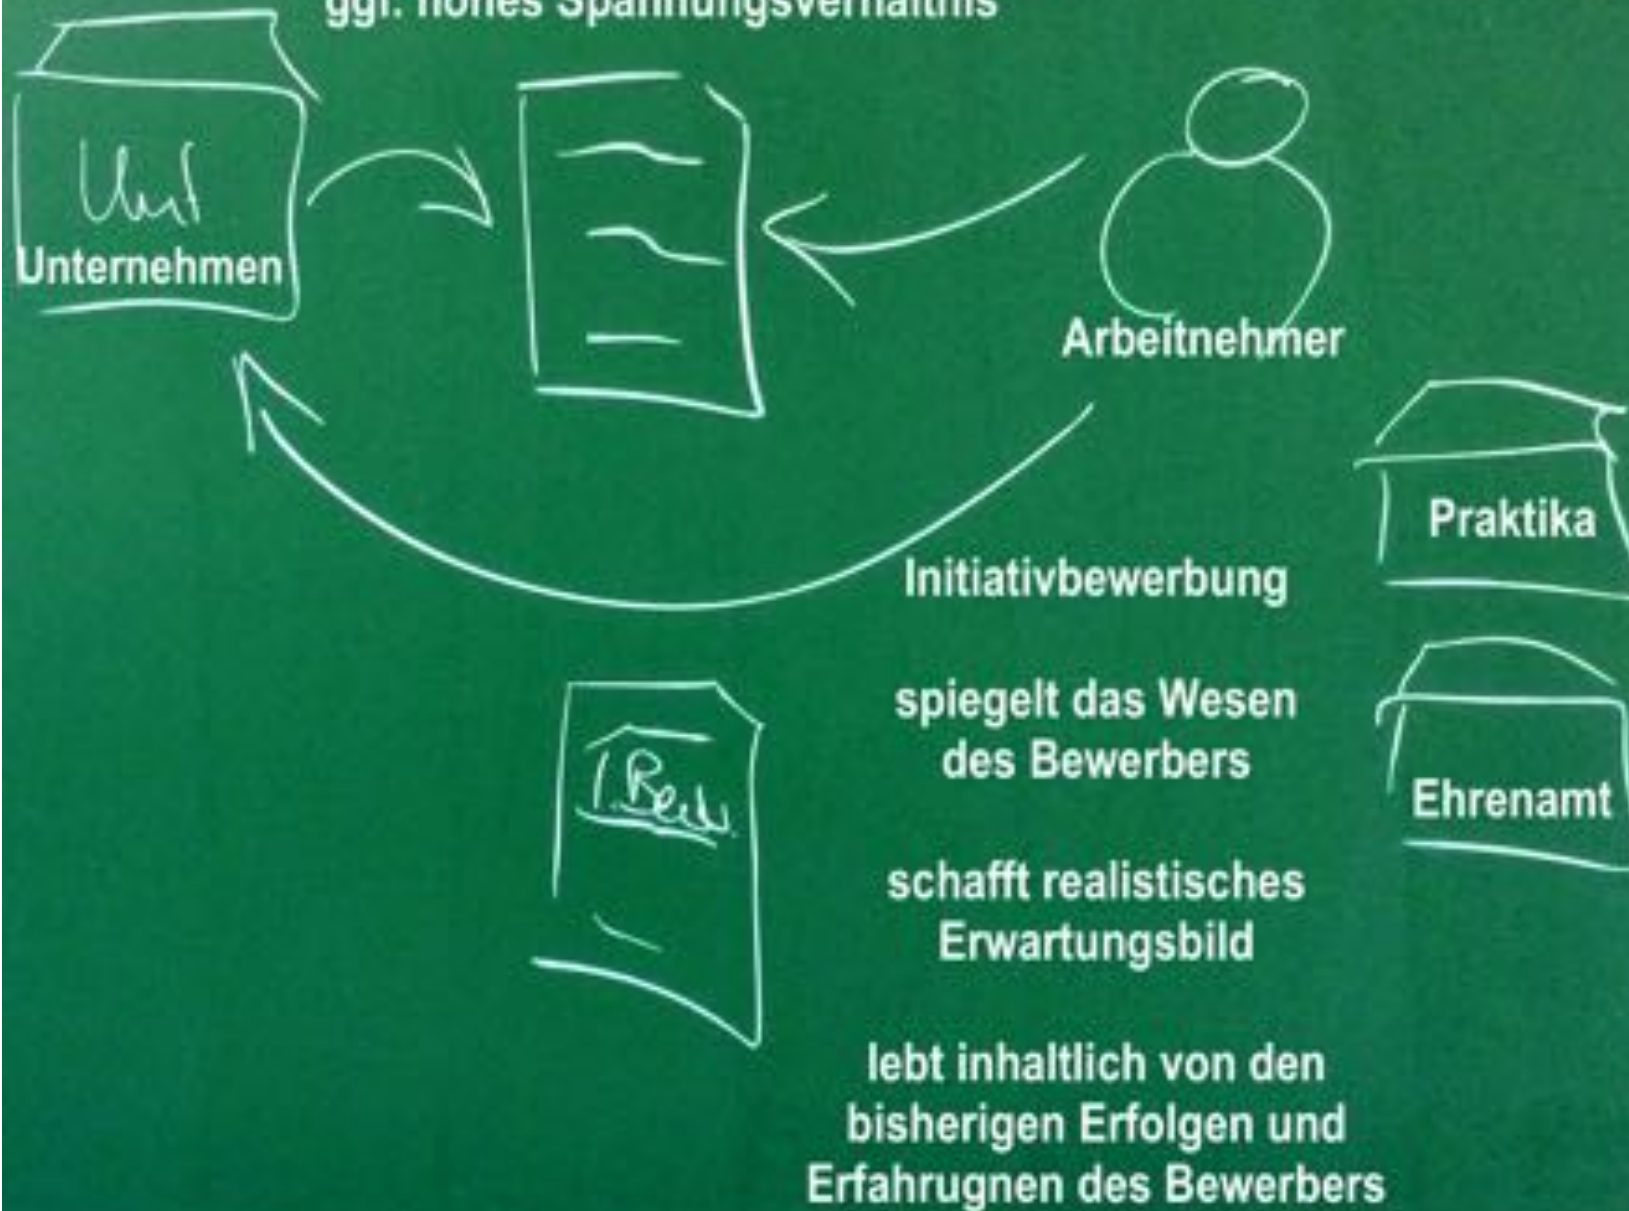 ggf. hohes Spannungsverhältnis
Unt
Unternehmen
Arbeitnehmer
Praktika
Initiativbewerbung
spiegelt das Wesen
des Bewerbers
Ehrenamt
schafft realistisches
Erwartungsbild
lebt inhaltlich von den
bisherigen Erfolgen und
Erfahrugnen des Bewerbers